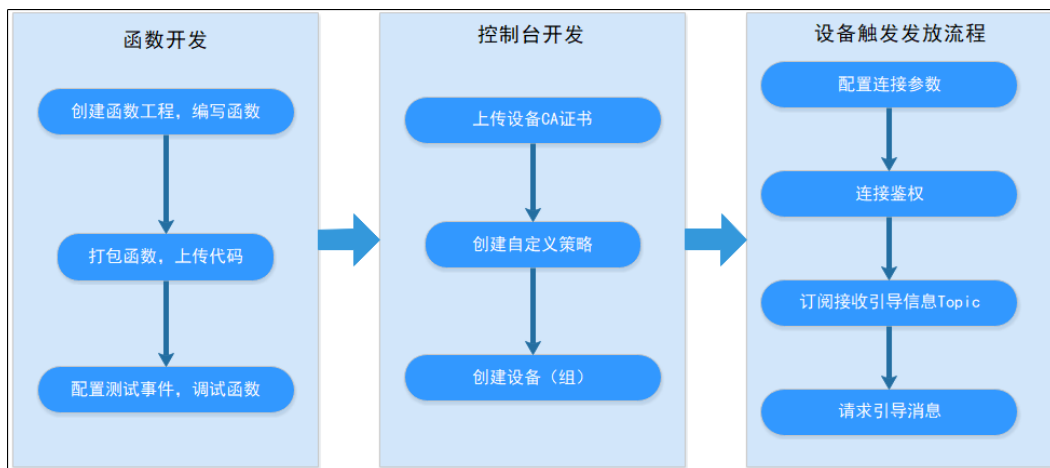 函数开发
创建函数工程，编写函数
打包函数，上传代码
配置测试事件，调试函数
控制台开发
上传设备CA证书
创建自定义策略
创建设备（组）
设备触发发放流程
配置连接参数
连接鉴权
订阅接收引导信息Topic
请求引导消息